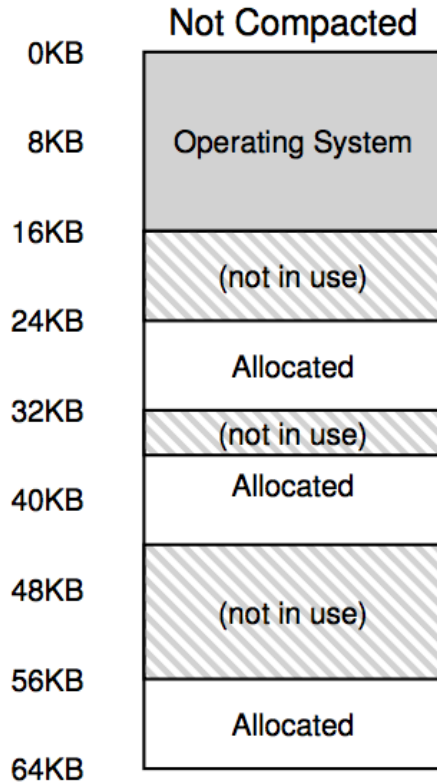 Not Compacted
0KB
8KB
Operating System
16KB
(not in use)
24KB
Allocated
32KB
(not in use)
Allocated
40KB
48KB
(not in use)
56KB
Allocated
64KB